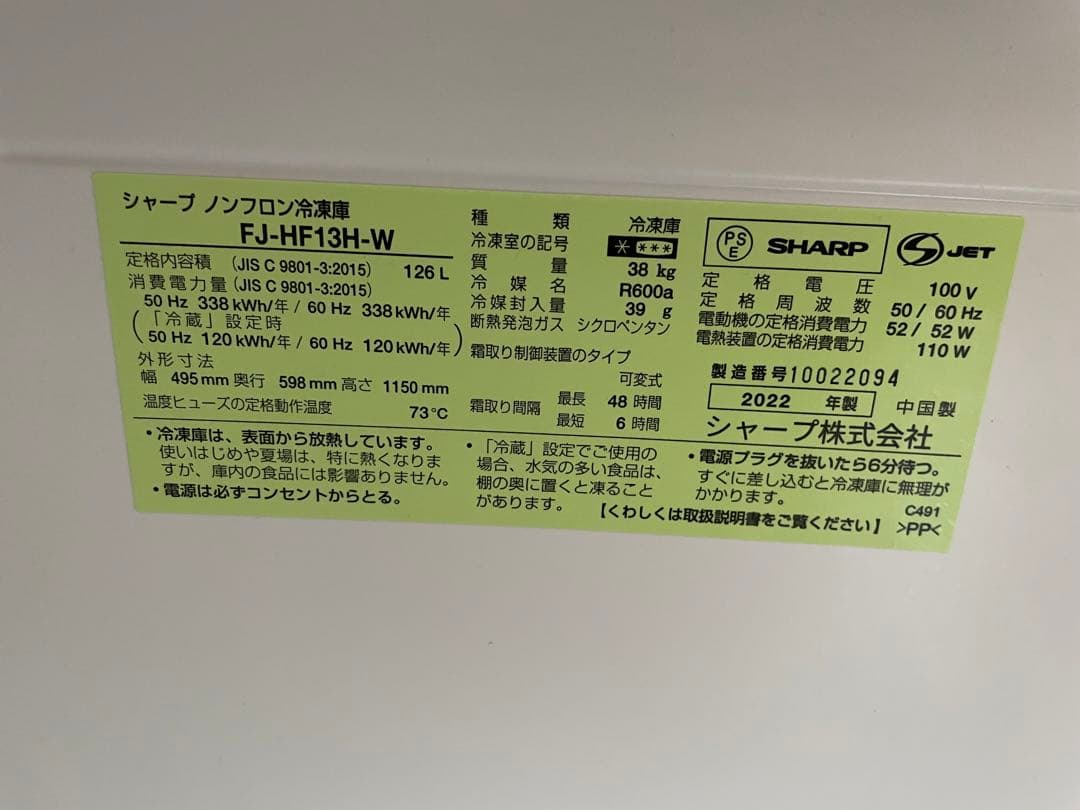 シャープ ノンフロン冷凍庫
FJ-HF13H-W
定格内容積 (JIS C 9801-3:2015) 126 L
消費電力量 (JIS C 9801-3:2015)
50 Hz 338 kWh/年 / 60 Hz 338 kWh/年
(「冷蔵」設定時
50 Hz 120 kWh/年 / 60 Hz 120 kWh/年)
外形寸法
幅 495 mm 奥行 598 mm 高さ 1150 mm
温度ヒューズの定格動作温度 73℃
種類 冷凍庫
冷凍室の記号 * ***
質量 38 kg
冷媒名 R600a
冷媒封入量 39 g
断熱発泡ガス シクロペンタン
霜取り制御装置のタイプ
可変式
霜取り間隔 最長 48 時間
最短 6 時間
PSE SHARP JET
定格電圧 100 V
定格周波数 50 / 60 Hz
電動機の定格消費電力 52 / 52 W
電熱装置の定格消費電力 110 W
製造番号 10022094
2022 年製 中国製
シャープ株式会社
・冷凍庫は、表面から放熱しています。
使いはじめや夏場は、特に熱くなりま
すが、庫内の食品には影響ありません。
・電源は必ずコンセントからとる。
・「冷蔵」設定でご使用の
場合、水気の多い食品は、
棚の奥に置くと凍ること
があります。
・電源プラグを抜いたら6分待つ。
すぐに差し込むと冷凍庫に無理が
かかります。
C491
【くわしくは取扱説明書をご覧ください】 >PP<